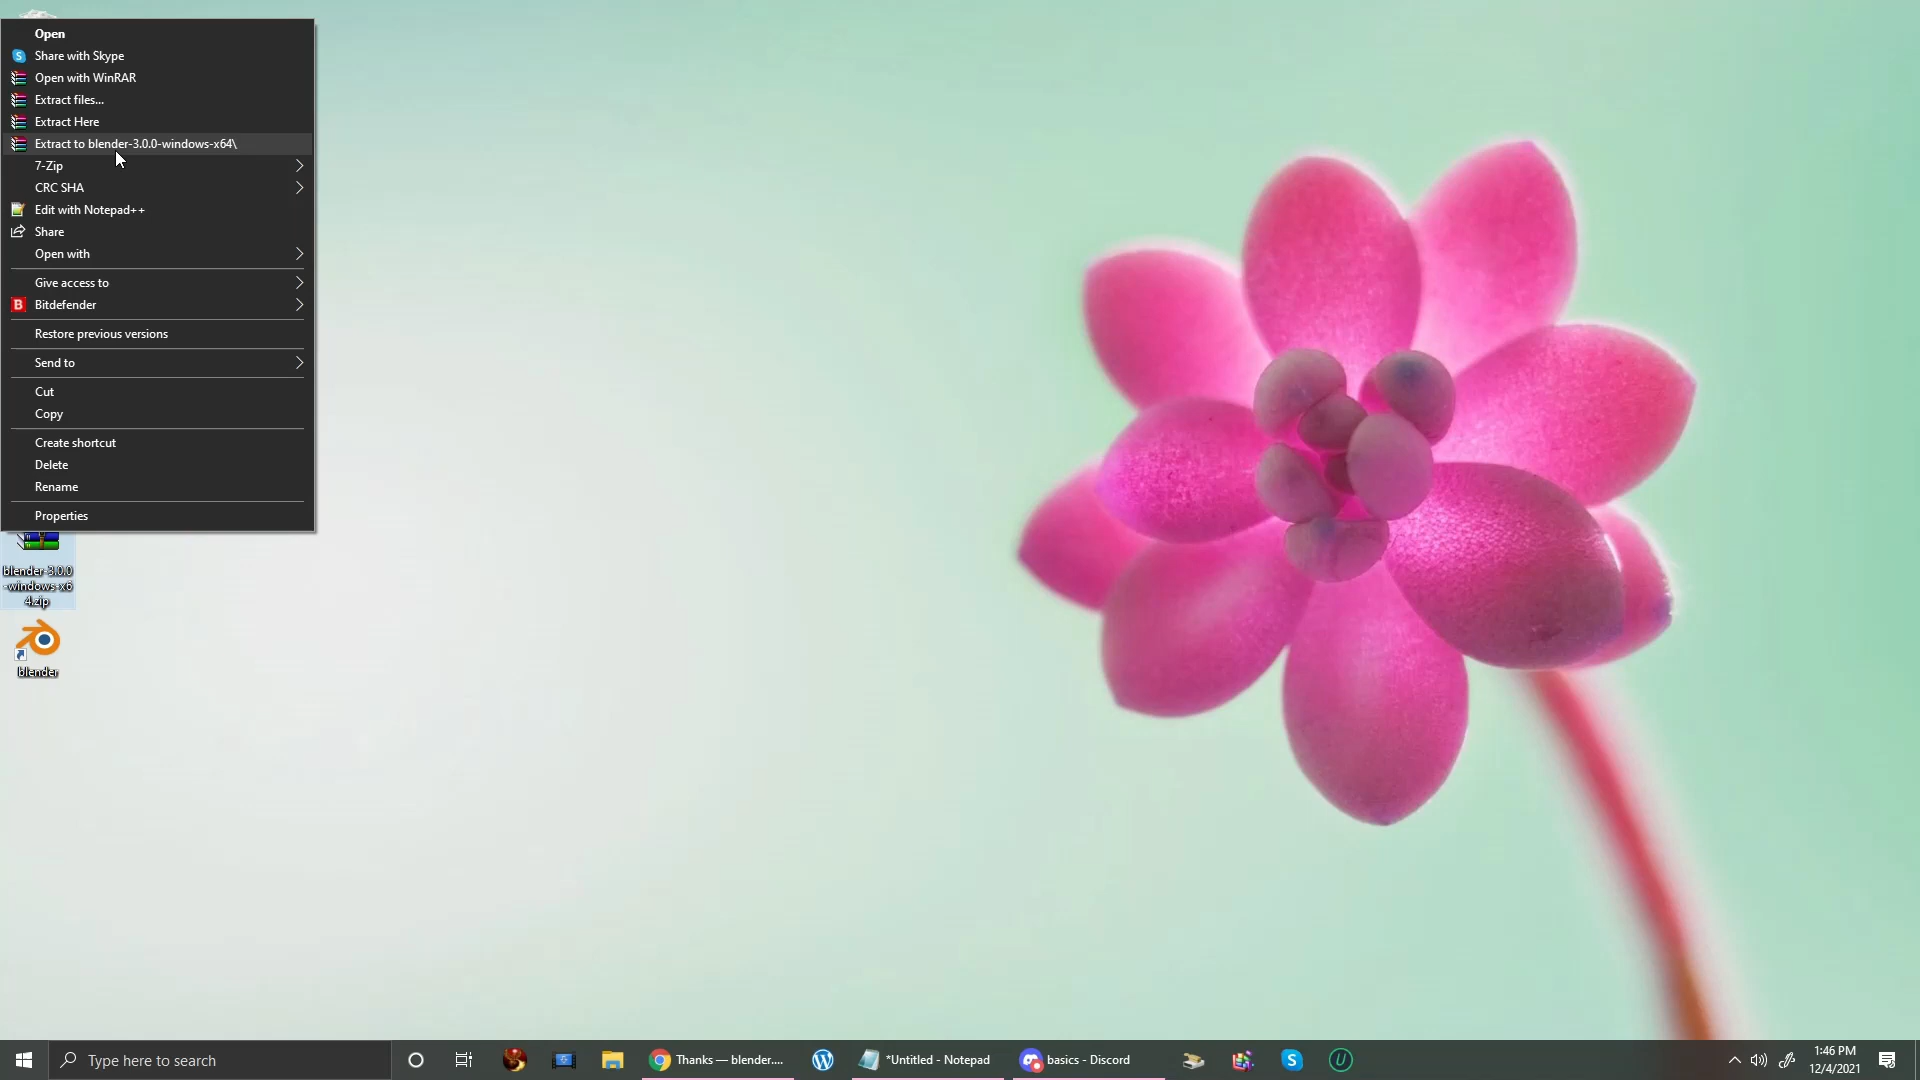 Open
Share with Skype
Open with WinRAR
Extract files...
Extract Here
Extract to blender-3.0.0-windows-x64\
7-Zip
CRC SHA
Edit with Notepad++
Share
Open with
Give access to
Bitdefender
Restore previous versions
Send to
Cut
Copy
Create shortcut
Delete
Rename
Properties
blender-3.0.0
-windows-x6
4.zip
blender
Type here to search
Thanks — blender....
*Untitled - Notepad
basics - Discord
1:46 PM
12/4/2021